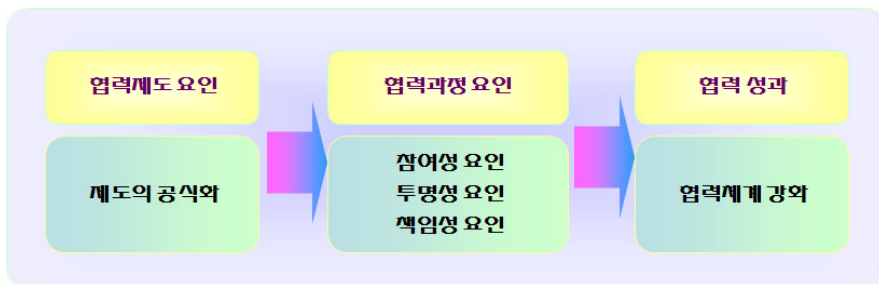 협력제도 요인
제도의 공식화
협력과정 요인
참여성 요인
투명성 요인
책임성 요인
협력 성과
협력체계 강화